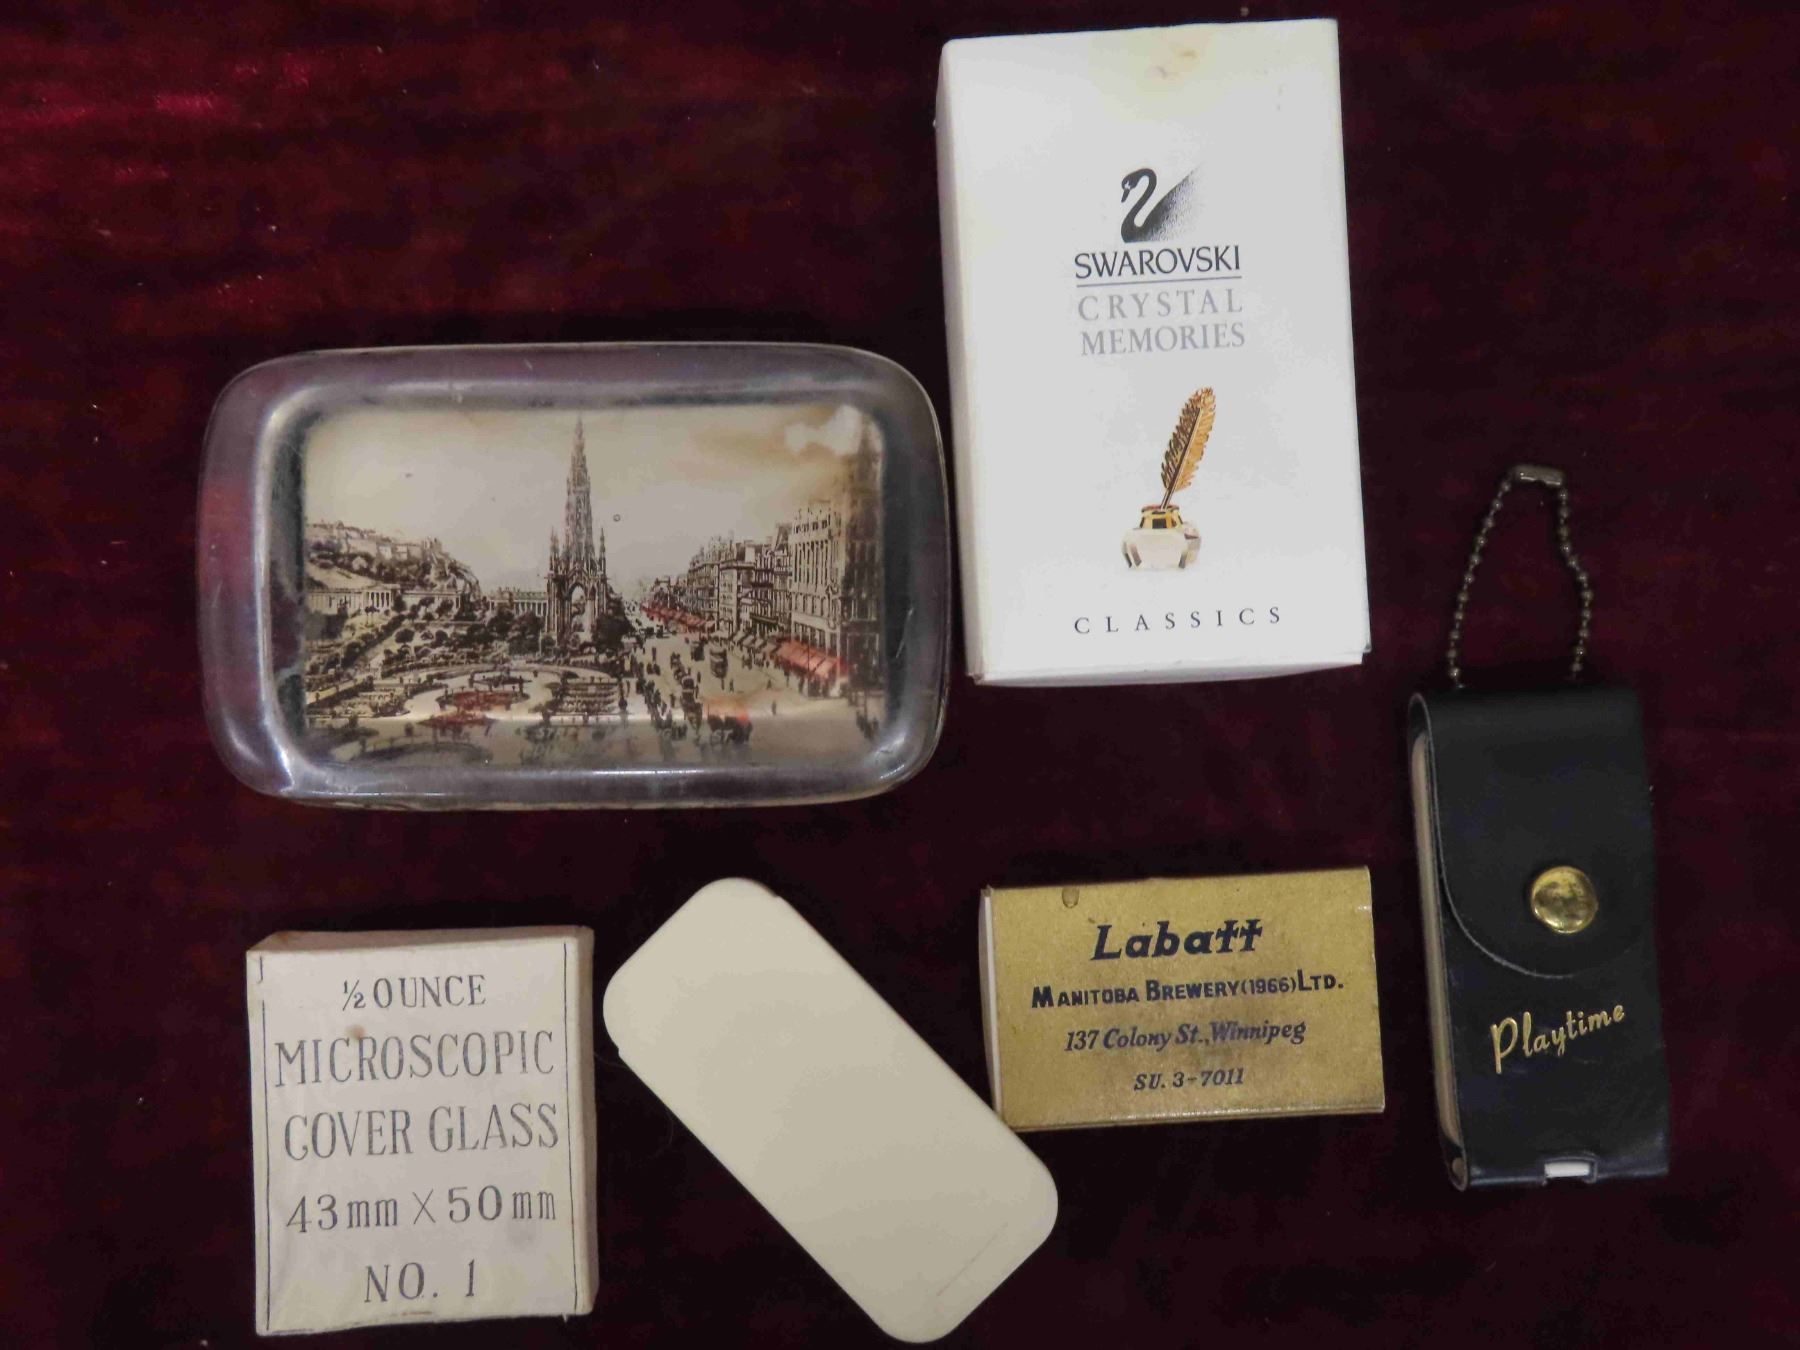 SWAROVSKI
CRYSTAL
MEMORIES
CLASSICS
Labatt
MANITOBA BREWERY(1966)LTD.
137 Colony St., Winnipeg
SU. 3-7011
Playtime
½ OUNCE
MICROSCOPIC
COVER GLASS
43mm X 50mm
NO. 1